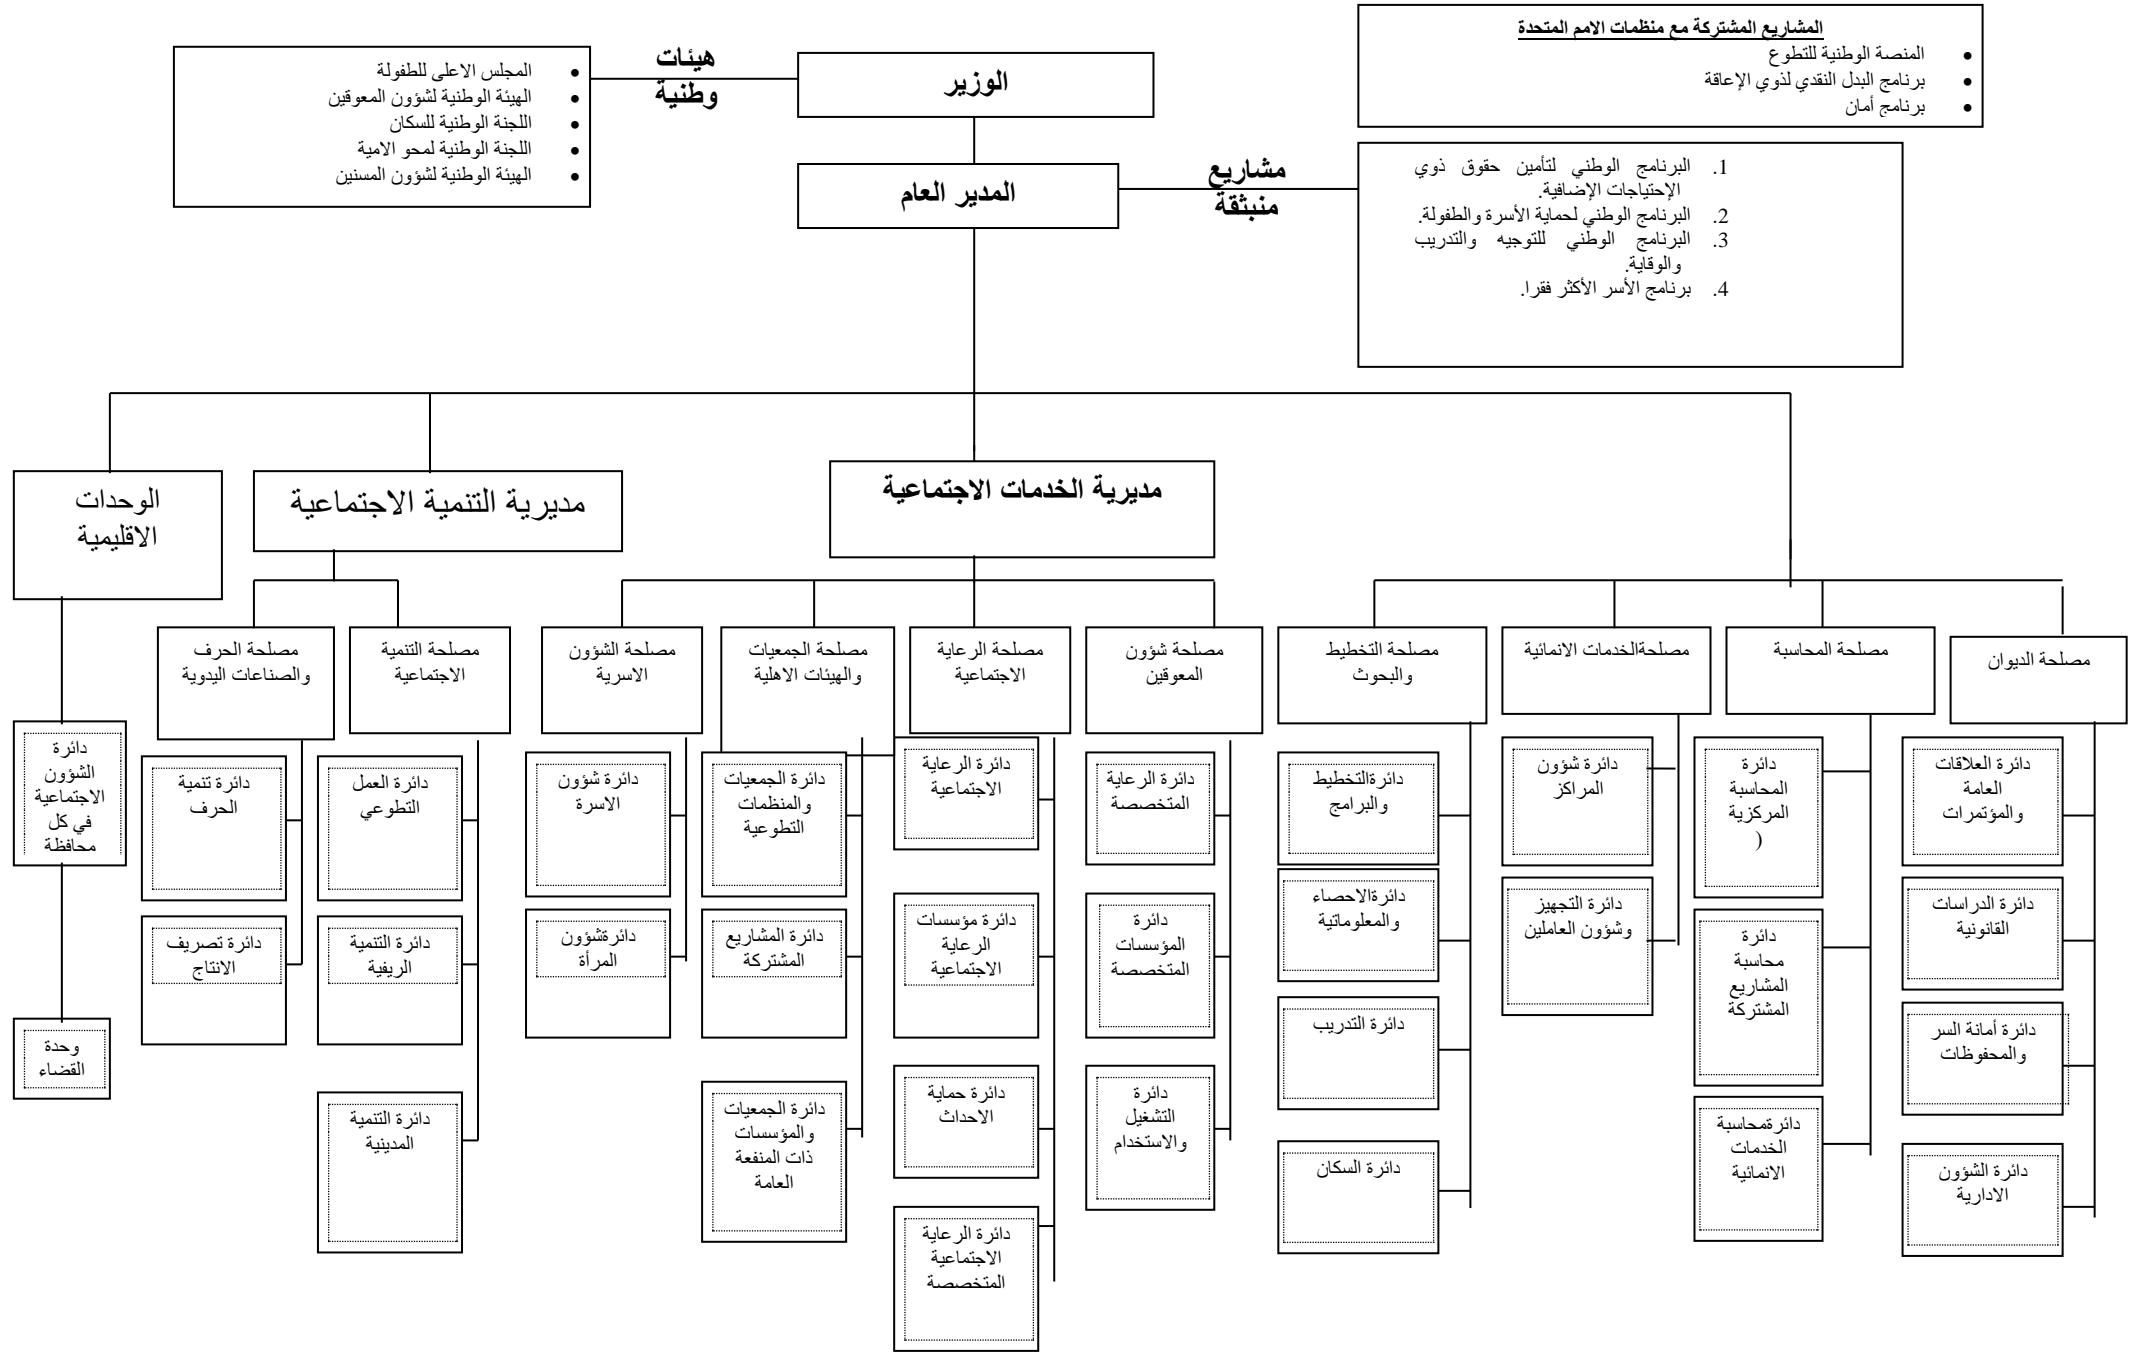 المشاريع المشتركة مع منظمات الامم المتحدة
المنصة الوطنية للتطوع
برنامج البدل النقدي لذوي الإعاقة
برنامج أمان
الوزير
هيئات
وطنية
المجلس الاعلى للطفولة
الهيئة الوطنية لشؤون المعوقين
اللجنة الوطنية للسكان
اللجنة الوطنية لمحو الامية
الهيئة الوطنية لشؤون المسنين
المدير العام
مشاريع
منبثقة
1. البرنامج الوطني لتأمين حقوق ذوي
الإحتياجات الإضافية.
2. البرنامج الوطني لحماية الأسرة والطفولة.
3. البرنامج الوطني للتوجيه والتدريب
والوقاية.
4. برنامج الأسر الأكثر فقرا.
مديرية الخدمات الاجتماعية
مديرية التنمية الاجتماعية
الوحدات
الاقليمية
مصلحة الديوان
مصلحة المحاسبة
مصلحةالخدمات الانمائية
مصلحة التخطيط
والبحوث
مصلحة شؤون
المعوقين
مصلحة الرعاية
الاجتماعية
مصلحة الجمعيات
والهيئات الاهلية
مصلحة الشؤون
الاسرية
مصلحة التنمية
الاجتماعية
مصلحة الحرف
والصناعات اليدوية
دائرة العلاقات
العامة
والمؤتمرات
دائرة الدراسات
القانونية
دائرة أمانة السر
والمحفوظات
دائرة الشؤون
الادارية
دائرة
المحاسبة
المركزية
(
دائرة
محاسبة
المشاريع
المشتركة
دائرةمحاسبة
الخدمات
الانمائية
دائرة شؤون
المراكز
دائرة التجهيز
وشؤون العاملين
دائرةالتخطيط
والبرامج
دائرةالاحصاء
والمعلوماتية
دائرة التدريب
دائرة السكان
دائرة الرعاية
المتخصصة
دائرة
المؤسسات
المتخصصة
دائرة
التشغيل
والاستخدام
دائرة الرعاية
الاجتماعية
دائرة مؤسسات
الرعاية
الاجتماعية
دائرة حماية
الاحداث
دائرة الرعاية
الاجتماعية
المتخصصة
دائرة الجمعيات
والمنظمات
التطوعية
دائرة المشاريع
المشتركة
دائرة الجمعيات
والمؤسسات
ذات المنفعة
العامة
دائرة شؤون
الاسرة
دائرةشؤون
المرأة
دائرة العمل
التطوعي
دائرة التنمية
الريفية
دائرة التنمية
المدينية
دائرة تنمية
الحرف
دائرة تصريف
الانتاج
دائرة
الشؤون
الاجتماعية
في كل
محافظة
وحدة
القضاء